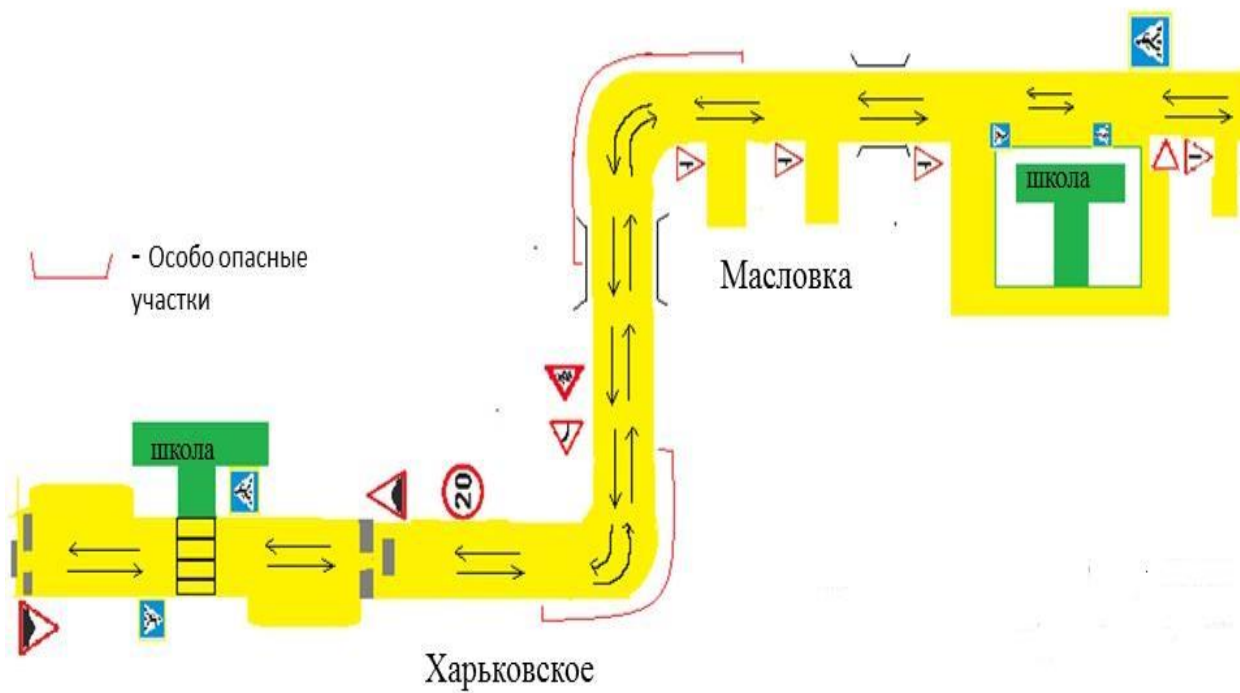 школа
- Особо опасные
участки
Масловка
школа
20
Харьковское